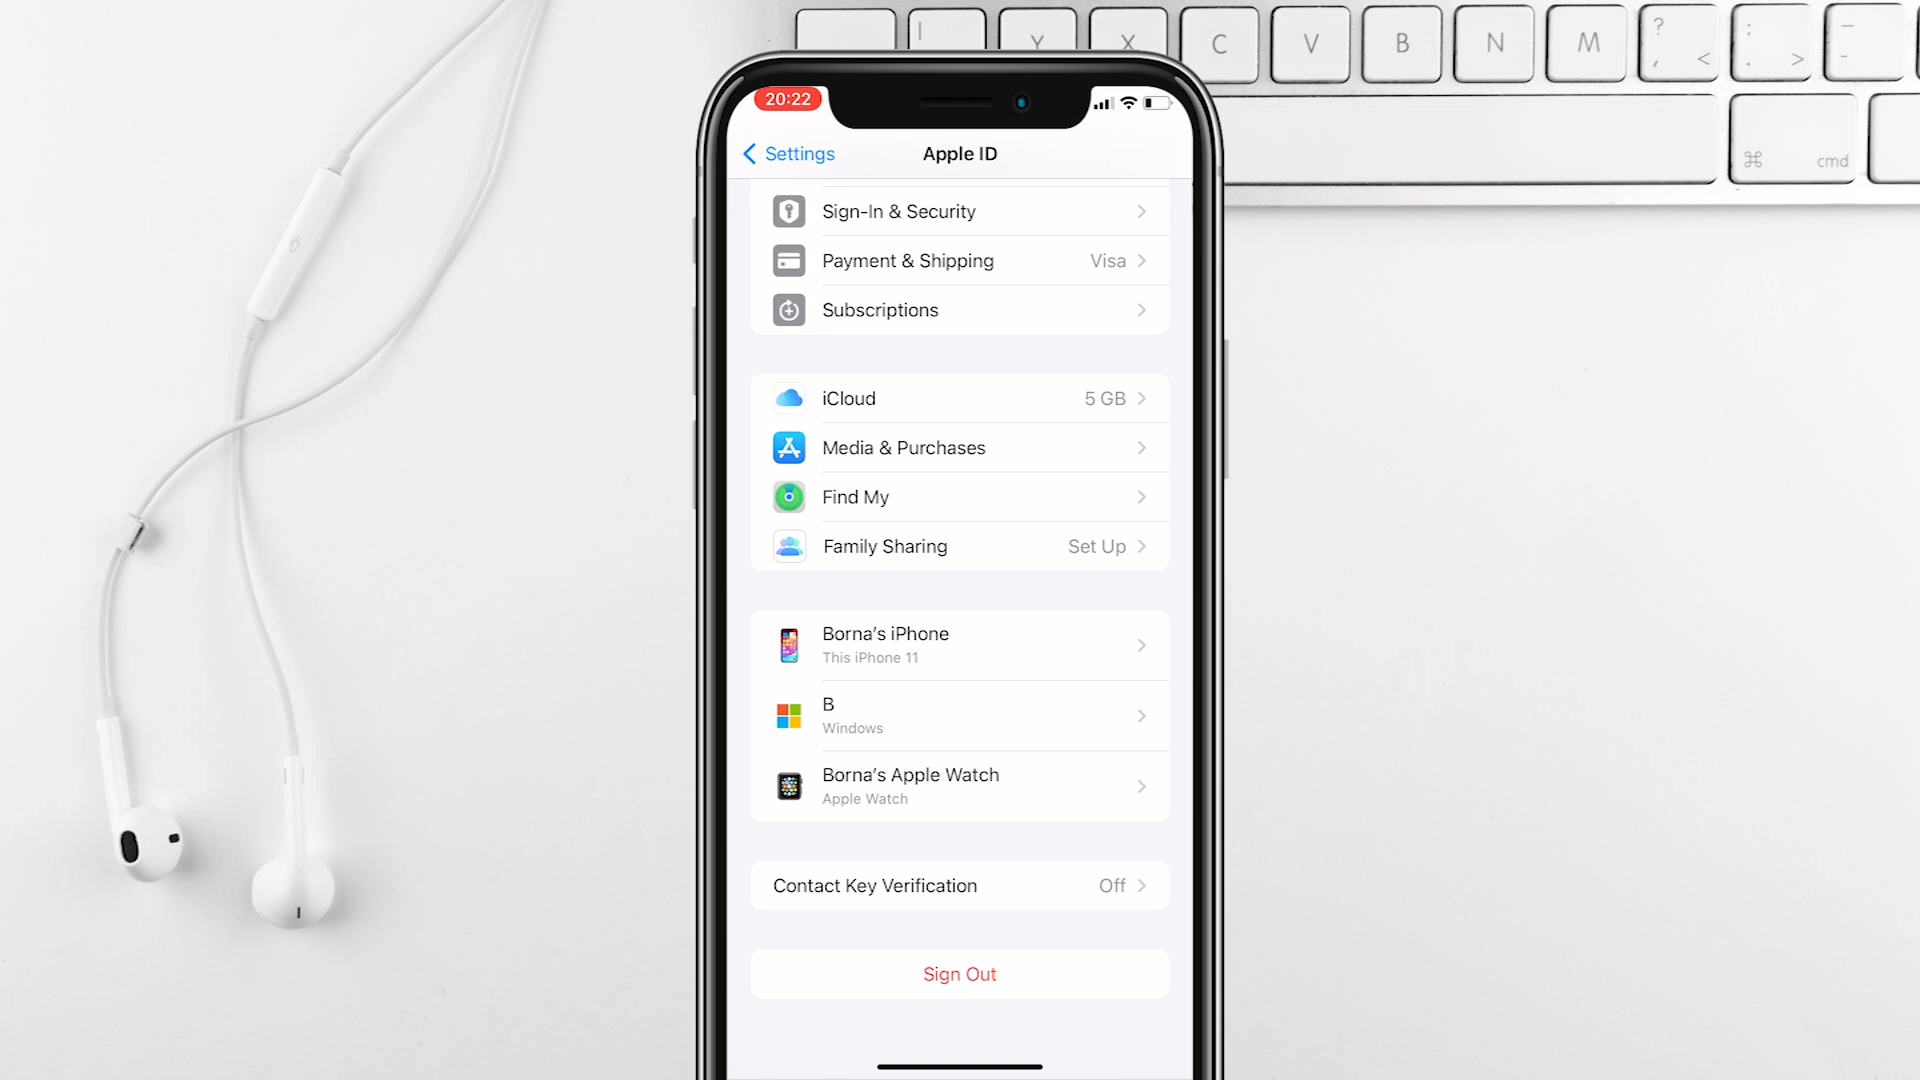 Y X C V B N M ? , < : . > – -
⌘ cmd
20:22
Settings
Apple ID
Sign-In & Security
Payment & Shipping Visa
Subscriptions
iCloud 5 GB
Media & Purchases
Find My
Family Sharing Set Up
Borna's iPhone
This iPhone 11
B
Windows
Borna's Apple Watch
Apple Watch
Contact Key Verification Off
Sign Out